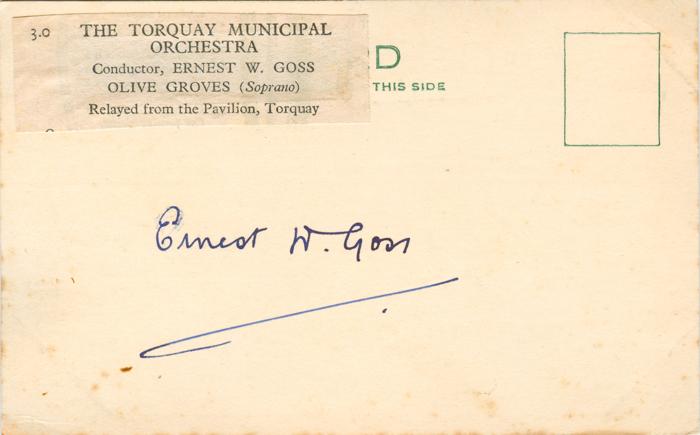 3.0 THE TORQUAY MUNICIPAL
ORCHESTRA
Conductor, ERNEST W. GOSS
OLIVE GROVES (Soprano)
Relayed from the Pavilion, Torquay
D
THIS SIDE
Ernest W. Goss